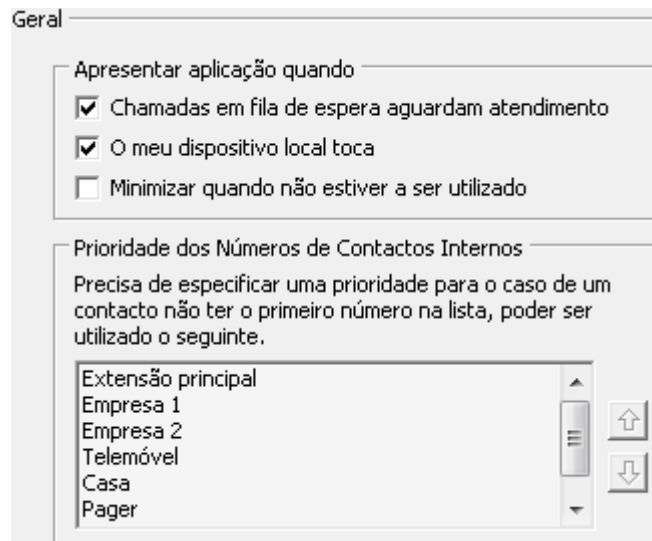 Geral
Apresentar aplicação quando
Chamadas em fila de espera aguardam atendimento
O meu dispositivo local toca
Minimizar quando não estiver a ser utilizado
Prioridade dos Números de Contactos Internos
Precisa de especificar uma prioridade para o caso de um
contacto não ter o primeiro número na lista, poder ser
utilizado o seguinte.
Extensão principal
Empresa 1
Empresa 2
Telemóvel
Casa
Pager